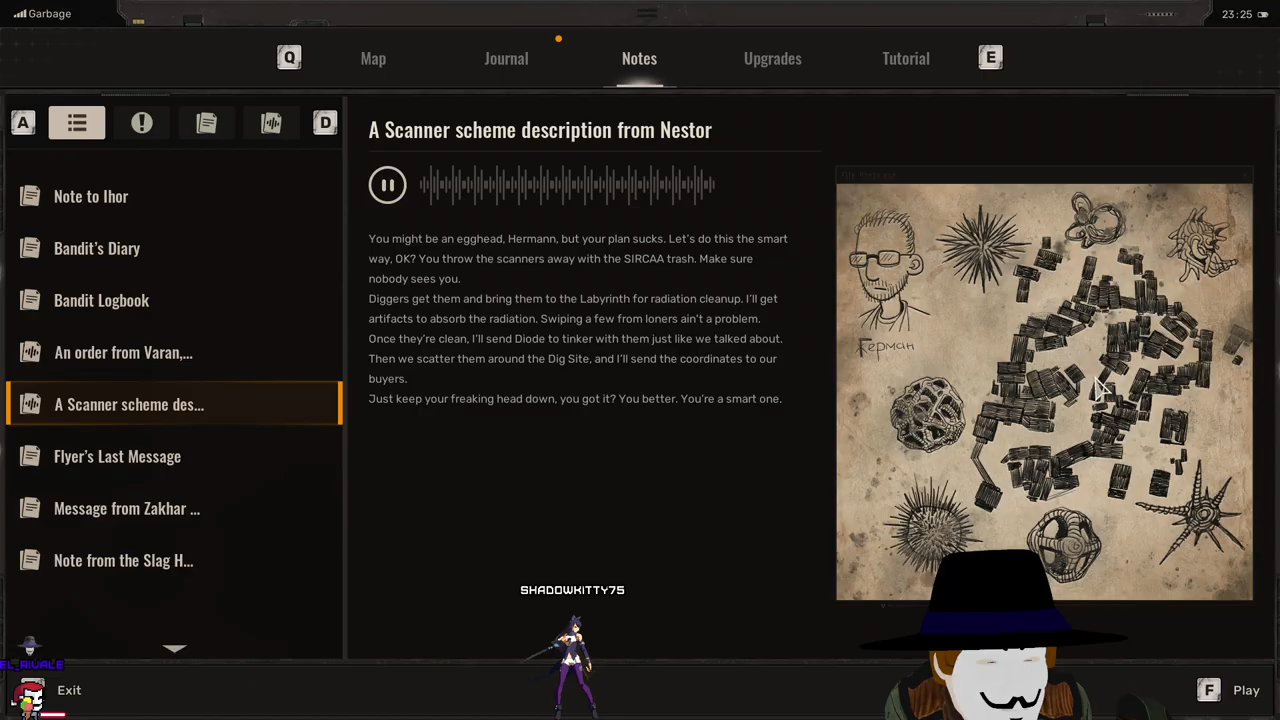 Garbage
23:25
Q
Map
Journal
Notes
Upgrades
Tutorial
E
A
D
Note to Ihor
Bandit's Diary
Bandit Logbook
An order from Varan,...
A Scanner scheme des...
Flyer's Last Message
Message from Zakhar ...
Note from the Slag H...
A Scanner scheme description from Nestor
You might be an egghead, Hermann, but your plan sucks. Let's do this the smart
way, OK? You throw the scanners away with the SIRCAA trash. Make sure
nobody sees you.
Diggers get them and bring them to the Labyrinth for radiation cleanup. I'll get
artifacts to absorb the radiation. Swiping a few from loners ain't a problem.
Once they're clean, I'll send Diode to tinker with them just like we talked about.
Then we scatter them around the Dig Site, and I'll send the coordinates to our
buyers.
Just keep your freaking head down, you got it? You better. You're a smart one.
Герман
SHADOWKITTY75
EL_RIVALE
Exit
F
Play